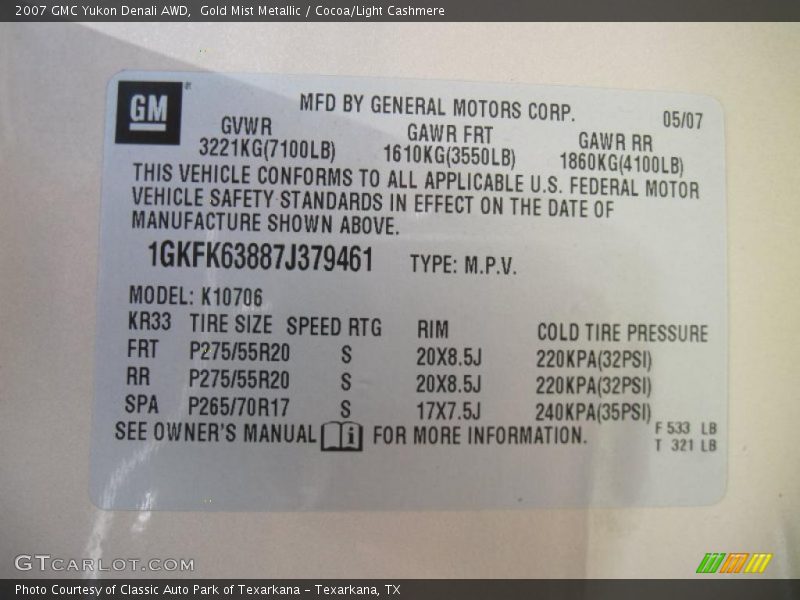 2007 GMC Yukon Denali AWD, Gold Mist Metallic / Cocoa/Light Cashmere
GM ® MFD BY GENERAL MOTORS CORP. 05/07
GVWR GAWR FRT GAWR RR
3221KG(7100LB) 1610KG(3550LB) 1860KG(4100LB)
THIS VEHICLE CONFORMS TO ALL APPLICABLE U.S. FEDERAL MOTOR
VEHICLE SAFETY STANDARDS IN EFFECT ON THE DATE OF
MANUFACTURE SHOWN ABOVE.
1GKFK63887J379461 TYPE: M.P.V.
MODEL: K10706
KR33 TIRE SIZE SPEED RTG RIM COLD TIRE PRESSURE
FRT P275/55R20 S 20X8.5J 220KPA(32PSI)
RR P275/55R20 S 20X8.5J 220KPA(32PSI)
SPA P265/70R17 S 17X7.5J 240KPA(35PSI)
SEE OWNER'S MANUAL i FOR MORE INFORMATION. F 533 LB
T 321 LB
GTCARLOT.COM
Photo Courtesy of Classic Auto Park of Texarkana – Texarkana, TX